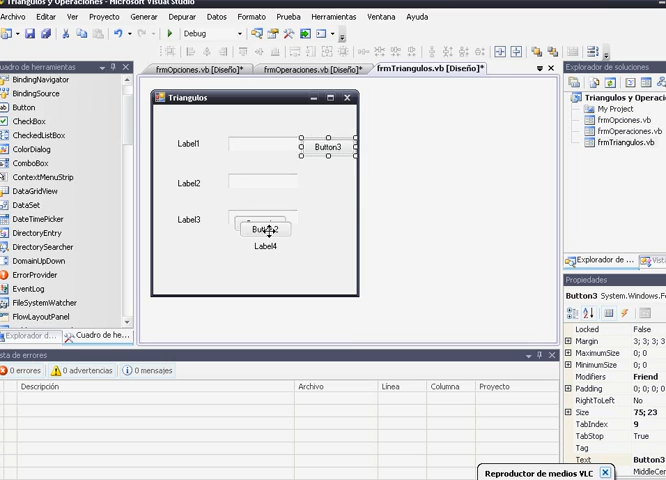 Triangulos y Operaciones - Microsoft Visual Studio
Archivo Editar Ver Proyecto Generar Depurar Datos Formato Prueba Herramientas Ventana Ayuda
Debug
uadro de herramientas
BindingNavigator
BindingSource
Button
CheckBox
CheckedListBox
ColorDialog
ComboBox
ContextMenuStrip
DataGridView
DataSet
DateTimePicker
DirectoryEntry
DirectorySearcher
DomainUpDown
ErrorProvider
EventLog
FileSystemWatcher
FlowLayoutPanel
Explorador d... Cuadro de he...
frmOpciones.vb [Diseño]* frmOperaciones.vb [Diseño]* frmTriangulos.vb [Diseño]*
Triangulos
Label1
Button3
Label2
Label3
Label4
Explorador de soluciones
Triangulos y Operaci
My Project
frmOpciones.vb
frmOperaciones.vb
frmTriangulos.vb
Explorador de ... Vist
Propiedades
Button3 System.Windows.Fo
Locked False
Margin 3; 3; 3; 3
MaximumSize 0; 0
MinimumSize 0; 0
Modifiers Friend
Padding 0; 0; 0; 0
RightToLeft No
Size 75; 23
TabIndex 9
TabStop True
Tag
Text Button3
MiddleCen
sta de errores
0 errores 0 advertencias 0 mensajes
Descripción Archivo Línea Columna Proyecto
Reproductor de medios VLC